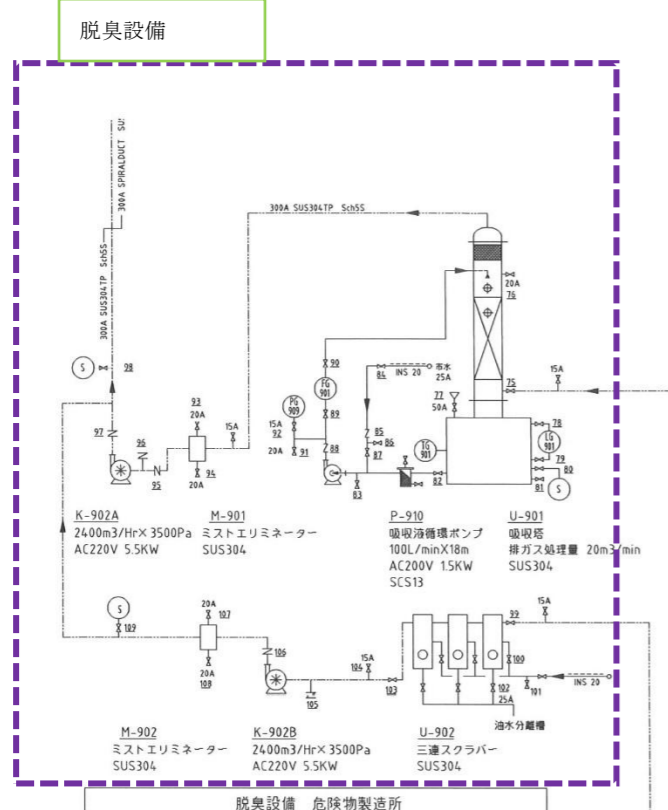 脱臭設備
300A SPIRALDUCT SUS
300A SUS304TP Sch5S
300A SUS304TP Sch5S
20A
76
S
98
90
84
INS 20
市水
25A
FG
901
93
20A
15A
77
50A
75
15A
PG
909
89
97
96
15A
92
20A
91
88
85
86
87
TG
901
78
LG
901
79
80
81
S
95
94
20A
83
82
K-902A
2400m3/Hr×3500Pa
AC220V 5.5KW
M-901
ミストエリミネーター
SUS304
P-910
吸収液循環ポンプ
100L/minX18m
AC200V 1.5KW
SCS13
U-901
吸収塔
排ガス処理量 20m3/min
SUS304
S
109
20A
107
20A
108
106
15A
104
105
103
99
15A
100
102
25A
101
INS 20
油水分離槽
M-902
ミストエリミネーター
SUS304
K-902B
2400m3/Hr×3500Pa
AC220V 5.5KW
U-902
三連スクラバー
SUS304
脱臭設備 危険物製造所